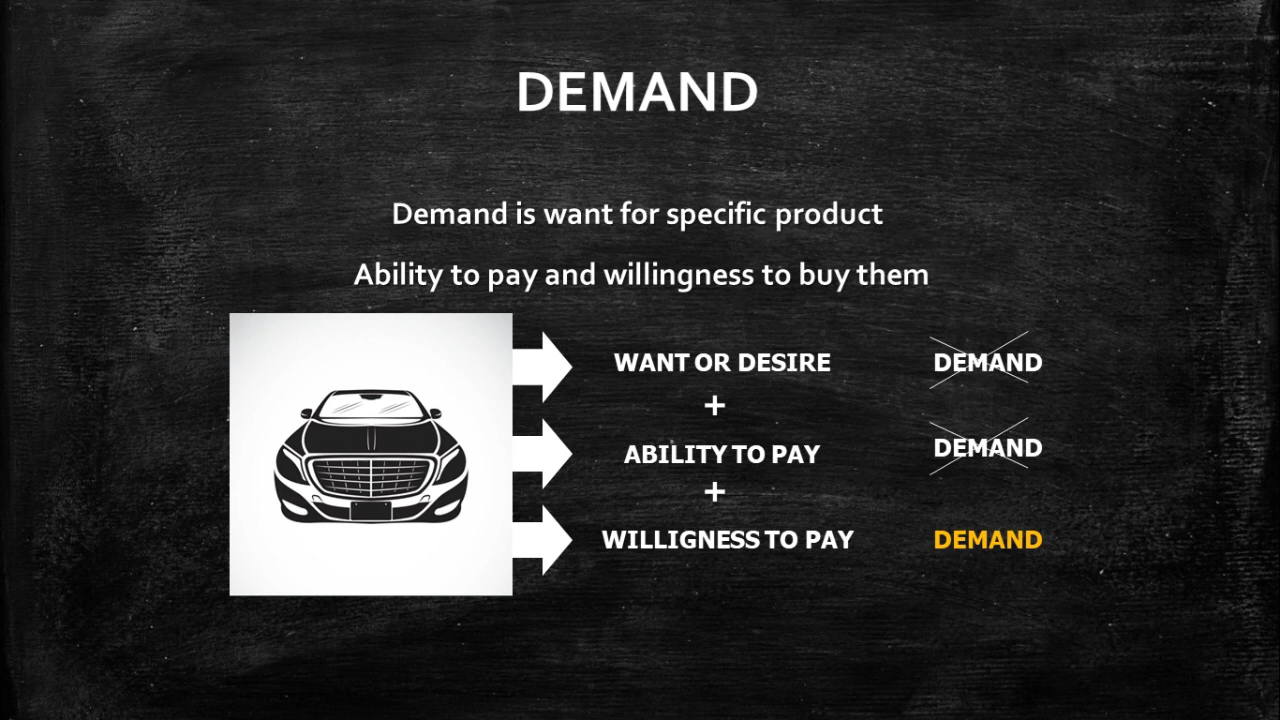 DEMAND
Demand is want for specific product
Ability to pay and willingness to buy them
WANT OR DESIRE DEMAND
+
ABILITY TO PAY DEMAND
+
WILLIGNESS TO PAY DEMAND